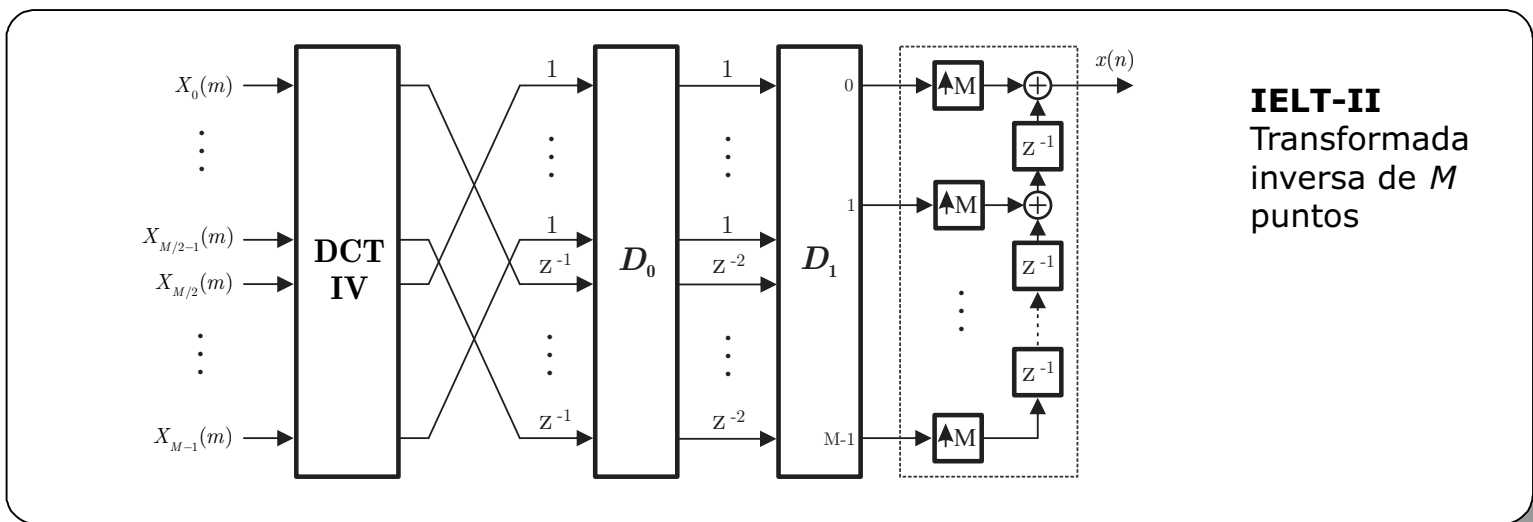 X_0(m)
X_{M/2-1}(m)
X_{M/2}(m)
X_{M-1}(m)
DCT
IV
1
1
z^{-1}
z^{-1}
D_0
1
1
z^{-2}
z^{-2}
D_1
0
1
M-1
↑M
↑M
↑M
+
+
z^{-1}
z^{-1}
z^{-1}
x(n)
IELT-II
Transformada
inversa de M
puntos